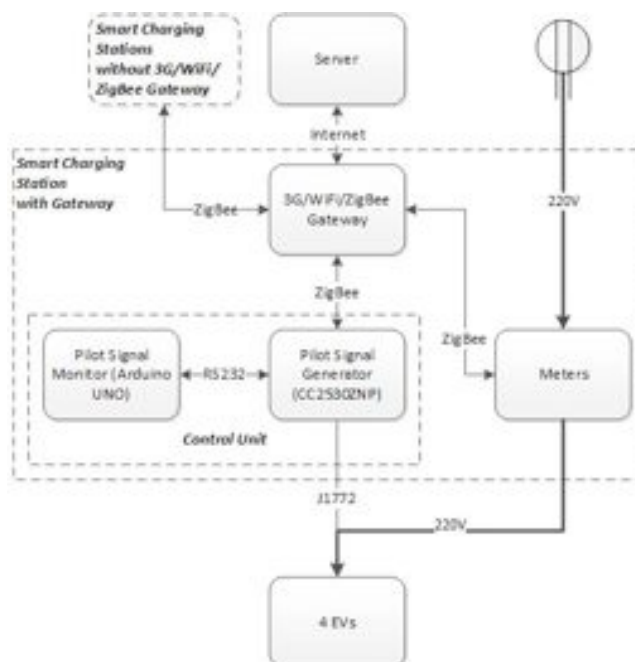 Smart Charging
Stations
without 3G/WiFi/
ZigBee Gateway
Server
Internet
Smart Charging
Station
with Gateway
3G/WiFi/ZigBee
Gateway
ZigBee
220V
ZigBee
ZigBee
Pilot Signal
Monitor (Arduino
UNO)
RS232
Pilot Signal
Generator
(CC2530ZNP)
Meters
Control Unit
J1772
220V
4 EVs